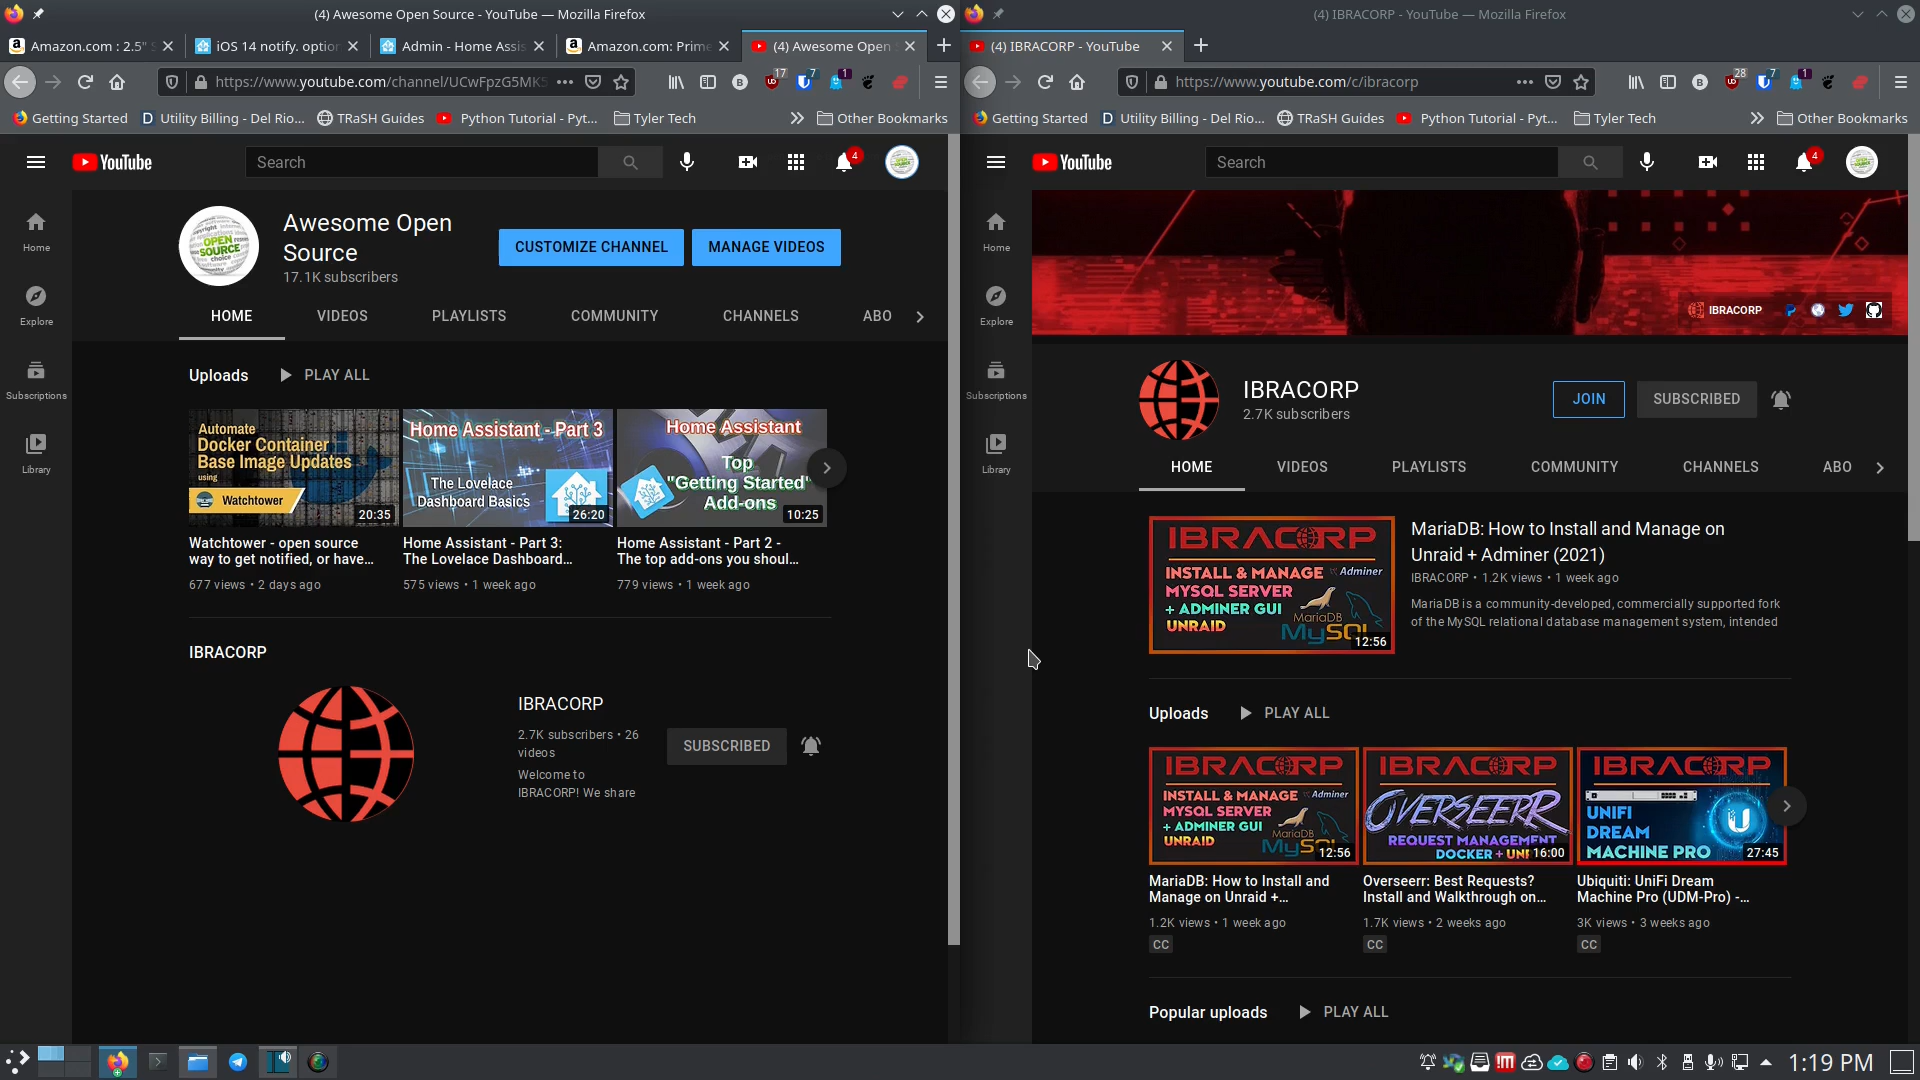 (4) Awesome Open Source - YouTube — Mozilla Firefox
Amazon.com : 2.5" S
iOS 14 notify. option
Admin - Home Assis
Amazon.com: Prime
(4) Awesome Open S
https://www.youtube.com/channel/UCwFpzG5MKS
17
7
1
Getting Started
Utility Billing - Del Rio...
TRaSH Guides
Python Tutorial - Pyt...
Tyler Tech
Other Bookmarks
YouTube
Search
4
Home
Explore
Subscriptions
Library
Awesome Open
Source
17.1K subscribers
CUSTOMIZE CHANNEL
MANAGE VIDEOS
HOME
VIDEOS
PLAYLISTS
COMMUNITY
CHANNELS
ABO
Uploads
PLAY ALL
Automate
Docker Container
Base Image Updates
using
Watchtower
20:35
Home Assistant - Part 3
The Lovelace
Dashboard Basics
26:20
Home Assistant
Top
"Getting Started"
Add-ons
10:25
Watchtower - open source
way to get notified, or have...
677 views • 2 days ago
Home Assistant - Part 3:
The Lovelace Dashboard...
575 views • 1 week ago
Home Assistant - Part 2 -
The top add-ons you shoul...
779 views • 1 week ago
IBRACORP
IBRACORP
2.7K subscribers • 26
videos
Welcome to
IBRACORP! We share
SUBSCRIBED
(4) IBRACORP - YouTube — Mozilla Firefox
(4) IBRACORP - YouTube
https://www.youtube.com/c/ibracorp
28
7
1
Getting Started
Utility Billing - Del Rio...
TRaSH Guides
Python Tutorial - Pyt...
Tyler Tech
Other Bookmarks
YouTube
Search
4
Home
Explore
Subscriptions
Library
IBRACORP
IBRACORP
2.7K subscribers
JOIN
SUBSCRIBED
HOME
VIDEOS
PLAYLISTS
COMMUNITY
CHANNELS
ABO
IBRACORP
INSTALL & MANAGE
MYSQL SERVER
+ ADMINER GUI
UNRAID
Adminer
MariaDB
MySQL
12:56
MariaDB: How to Install and Manage on
Unraid + Adminer (2021)
IBRACORP • 1.2K views • 1 week ago
MariaDB is a community-developed, commercially supported fork
of the MySQL relational database management system, intended
Uploads
PLAY ALL
IBRACORP
INSTALL & MANAGE
MYSQL SERVER
+ ADMINER GUI
UNRAID
Adminer
MariaDB
12:56
IBRACORP
OVERSEERR
REQUEST MANAGEMENT
DOCKER + UN
16:00
IBRACORP
UNIFI
DREAM
MACHINE PRO
27:45
MariaDB: How to Install and
Manage on Unraid +...
1.2K views • 1 week ago
CC
Overseerr: Best Requests?
Install and Walkthrough on...
1.7K views • 2 weeks ago
CC
Ubiquiti: UniFi Dream
Machine Pro (UDM-Pro) -...
3K views • 3 weeks ago
CC
Popular uploads
PLAY ALL
1:19 PM